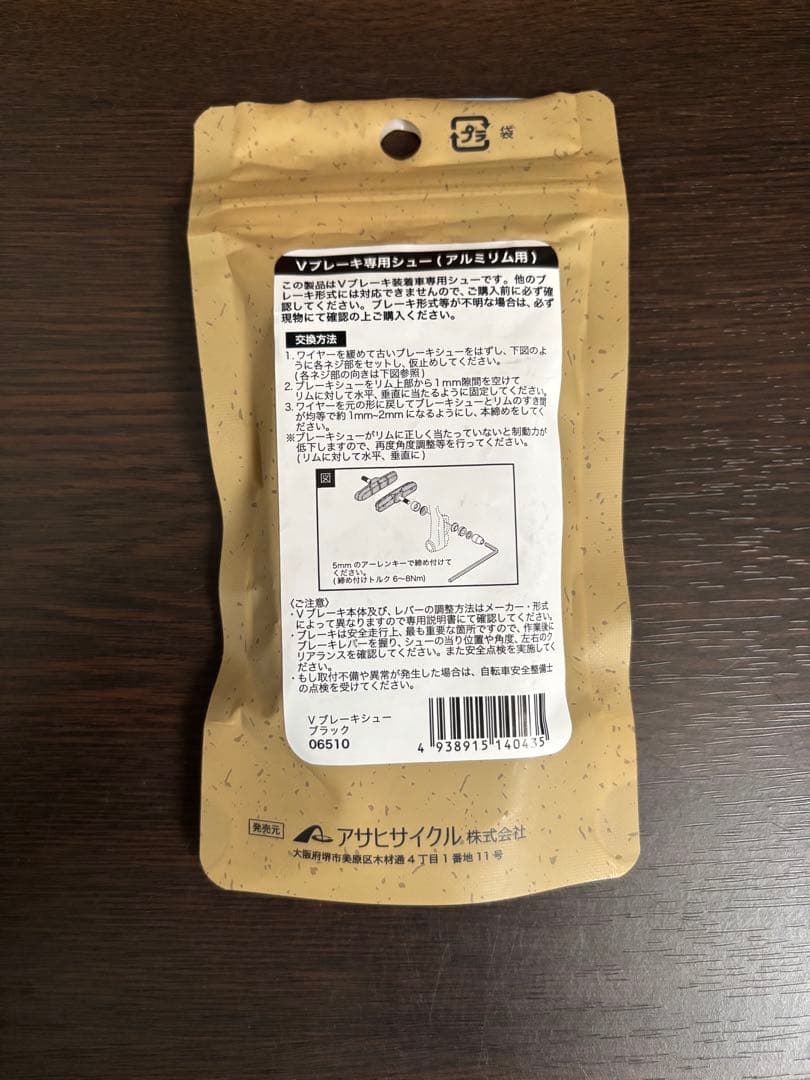 プラ 袋
Vブレーキ専用シュー(アルミリム用)
この製品はVブレーキ装着車専用シューです。他のブ
レーキ形式には対応できませんので、ご購入前に必ず確
認してください。ブレーキ形式等が不明な場合は、必ず
現物にて確認の上ご購入ください。
交換方法
1. ワイヤーを緩めて古いブレーキシューをはずし、下図のよ
うに各ネジ部をセットし、仮止めしてください。
(各ネジ部の向きは下図参照)
2. ブレーキシューをリム上部から1mm隙間を空けて
リムに対して水平、垂直に当たるように固定してください。
3. ワイヤーを元の形に戻してブレーキシューとリムのすき間
が均等で約1mm~2mmになるようにし、本締めをしてく
ださい。
※ブレーキシューがリムに正しく当たっていないと制動力が
低下しますので、再度角度調整等を行ってください。
(リムに対して水平、垂直に)
図
5mmのアーレンキーで締め付けて
ください。
(締め付けトルク 6~8Nm)
〈ご注意〉
・Vブレーキ本体及び、レバーの調整方法はメーカー・形式
によって異なりますので専用説明書にて確認してください。
・ブレーキは安全走行上、最も重要な箇所ですので、作業後に
ブレーキレバーを握り、シューの当り位置や角度、左右のク
リアランスを確認してください。また安全点検を実施してく
ださい。
・もし取付不備や異常が発生した場合は、自転車安全整備士
の点検を受けてください。
Vブレーキシュー
ブラック
06510
4 938915 140435
発売元 アサヒサイクル株式会社
大阪府堺市美原区木材通4丁目1番地11号